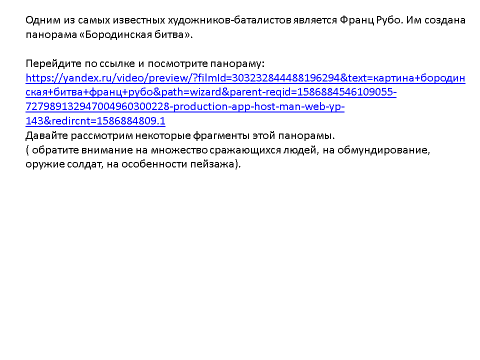 Одним из самых известных художников-баталистов является Франц Рубо. Им создана
панорама «Бородинская битва».
Перейдите по ссылке и посмотрите панораму:
https://yandex.ru/video/preview/?filmId=303232844488196294&text=картина+бородин
ская+битва+франц+рубо&path=wizard&parent-reqid=1586884546109055-
727989132947004960300228-production-app-host-man-web-yp-
143&redircnt=1586884809.1
Давайте рассмотрим некоторые фрагменты этой панорамы.
( обратите внимание на множество сражающихся людей, на обмундирование,
оружие солдат, на особенности пейзажа).